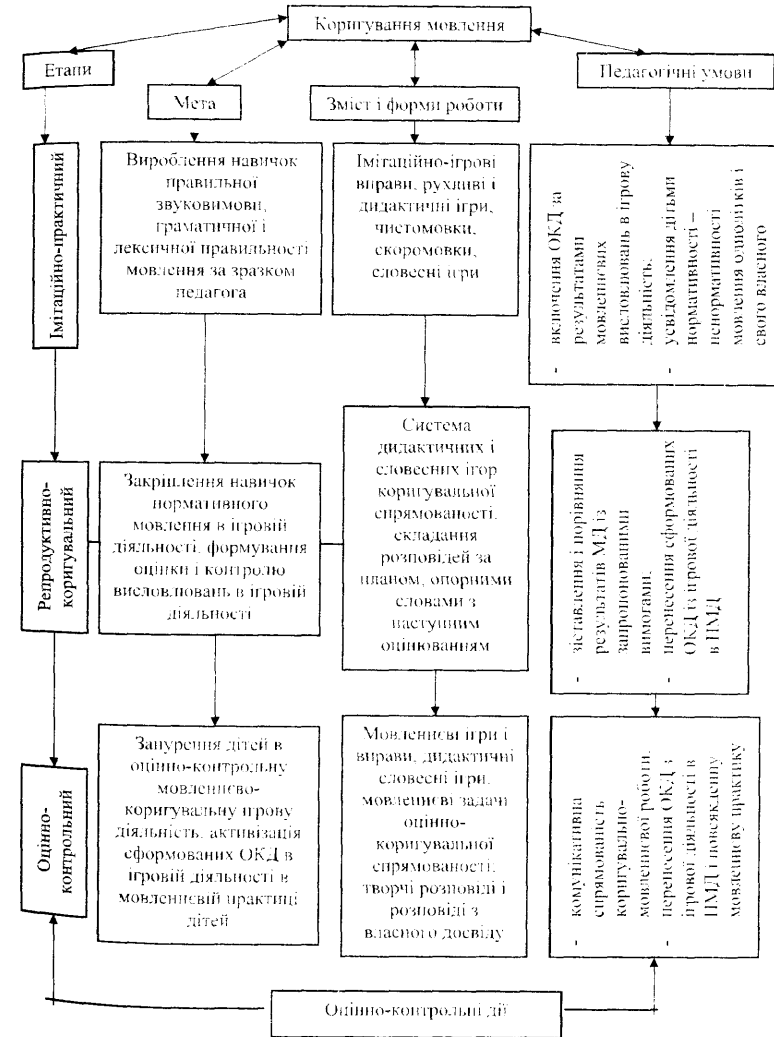 Коригування мовлення
Етапи
Мета
Зміст і форми роботи
Педагогічні умови
Імітаційно-практичний
Вироблення навичок
правильної
звуковимови,
граматичної і
лексичної правильності
мовлення за зразком
педагога
Імітаційно-ігрові
вправи, рухливі і
дидактичні ігри,
чистомовки,
скоромовки,
словесні ігри
- включення ОКД за
результатами
мовленнєвих
висловлювань в ігрову
діяльність;
- усвідомлення дітьми
нормативності –
ненормативності
мовлення однолітків і
свого власного
Репродуктивно-
коригувальний
Закріплення навичок
нормативного
мовлення в ігровій
діяльності, формування
оцінки і контролю
висловлювань в ігровій
діяльності
Система
дидактичних і
словесних ігор
коригувальної
спрямованості,
складання
розповідей за
планом, опорними
словами з
наступним
оцінюванням
- зіставлення і порівняння
результатів МД із
запропонованими
вимогами;
- перенесення сформованих
ОКД із ігрової діяльності
в НМД
Оцінно-
контрольний
Занурення дітей в
оцінно-контрольну
мовленнєво-
коригувальну ігрову
діяльність, активізація
сформованих ОКД в
ігровій діяльності в
мовленнєвій практиці
дітей
Мовленнєві ігри і
вправи, дидактичні
словесні ігри,
мовленнєві задачі
оцінно-
коригувальної
спрямованості,
творчі розповіді і
розповіді з
власного досвіду
- комунікативна
спрямованість
коригувально-
мовленнєвої роботи;
- перенесення ОКД з
ігрової діяльності в
НМД і повсякденну
мовленнєву практику
Оцінно-контрольні дії